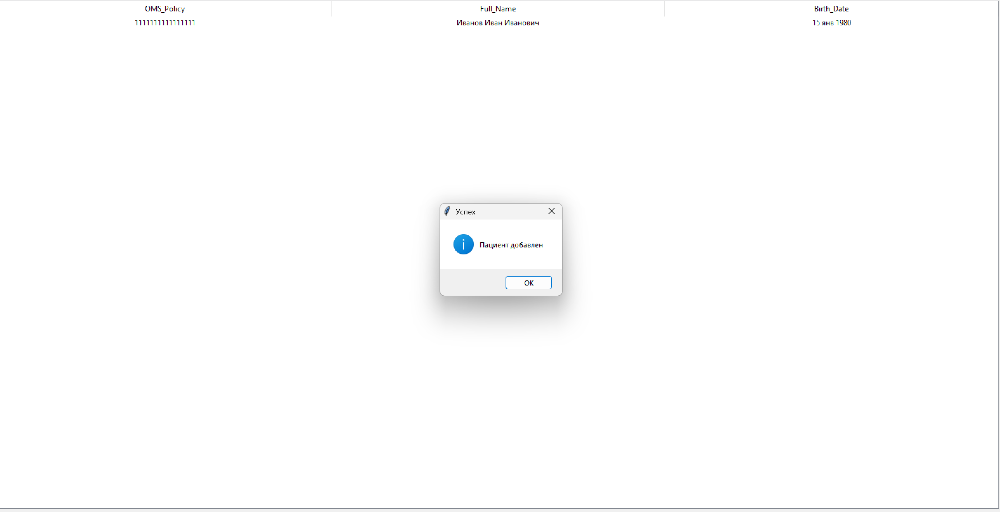 OMS_Policy Full_Name Birth_Date
1111111111111111 Иванов Иван Иванович 15 янв 1980
Успех
Пациент добавлен
OK